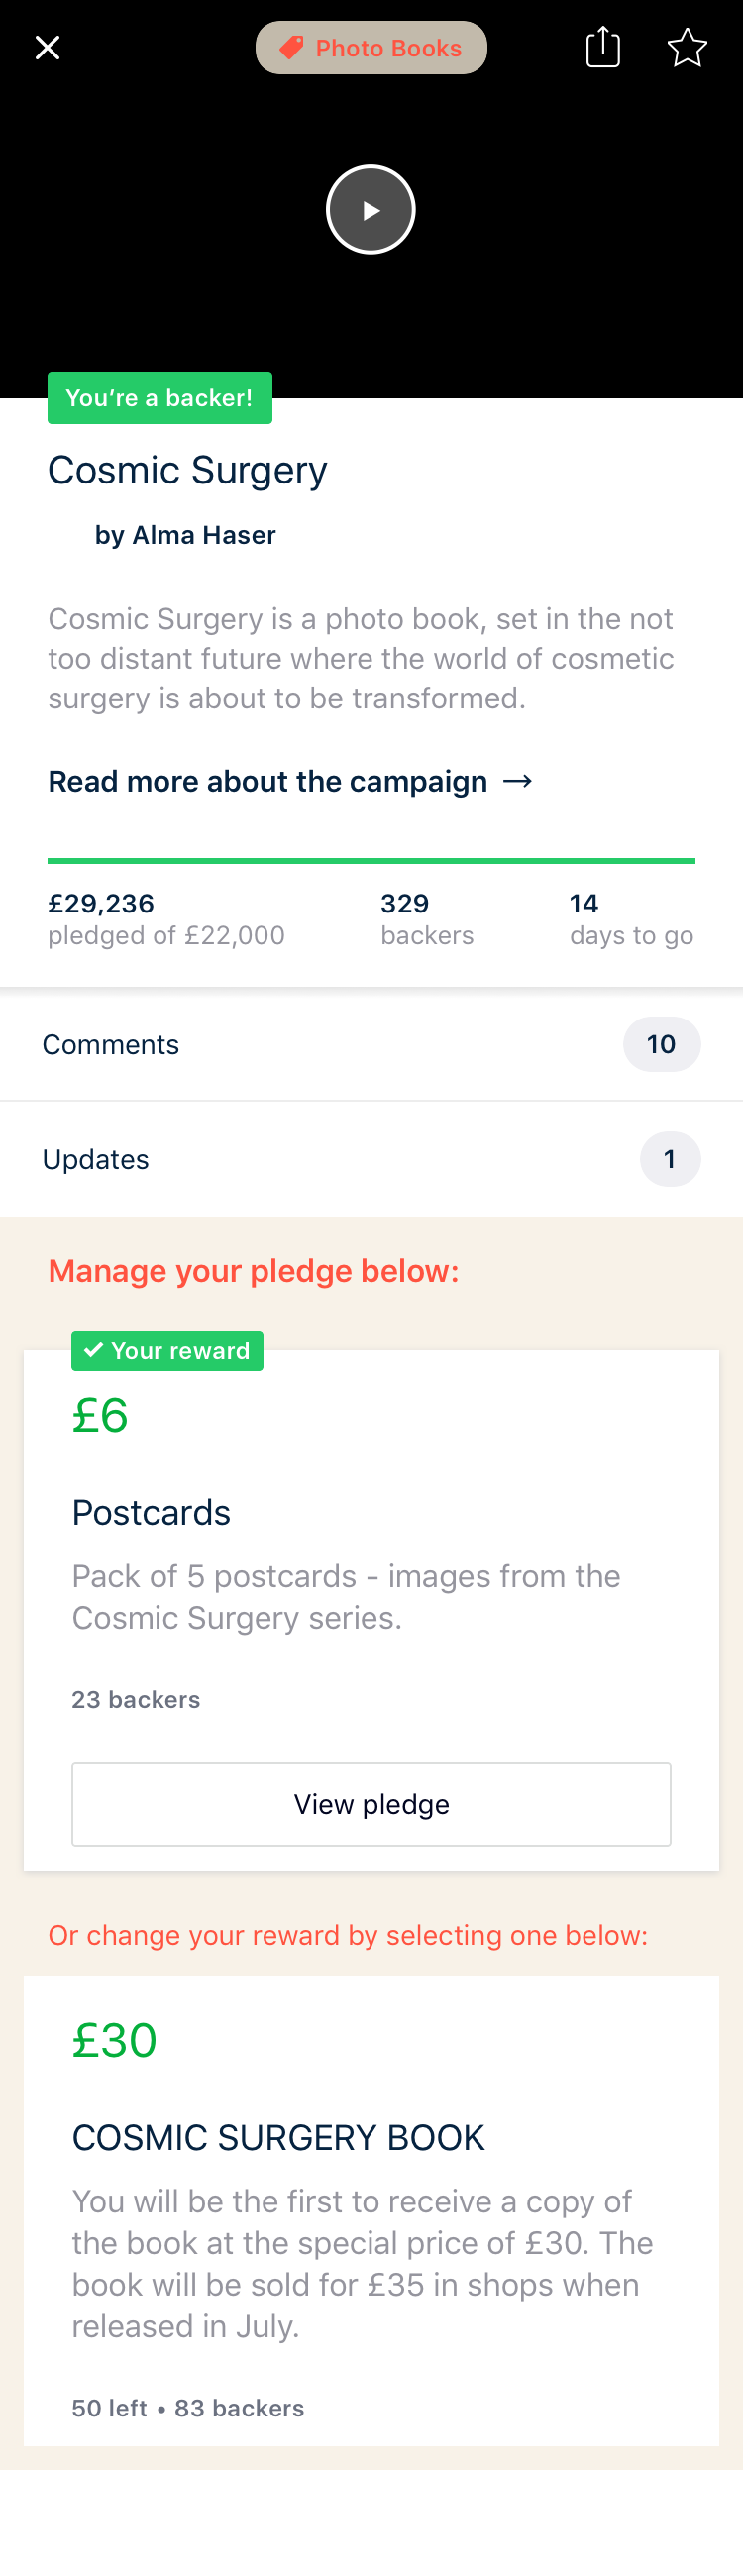 Photo Books
You’re a backer!
Cosmic Surgery
by Alma Haser
Cosmic Surgery is a photo book, set in the not
too distant future where the world of cosmetic
surgery is about to be transformed.
Read more about the campaign →
£29,236 329 14
pledged of £22,000 backers days to go
Comments 10
Updates 1
Manage your pledge below:
Your reward
£6
Postcards
Pack of 5 postcards - images from the
Cosmic Surgery series.
23 backers
View pledge
Or change your reward by selecting one below:
£30
COSMIC SURGERY BOOK
You will be the first to receive a copy of
the book at the special price of £30. The
book will be sold for £35 in shops when
released in July.
50 left • 83 backers